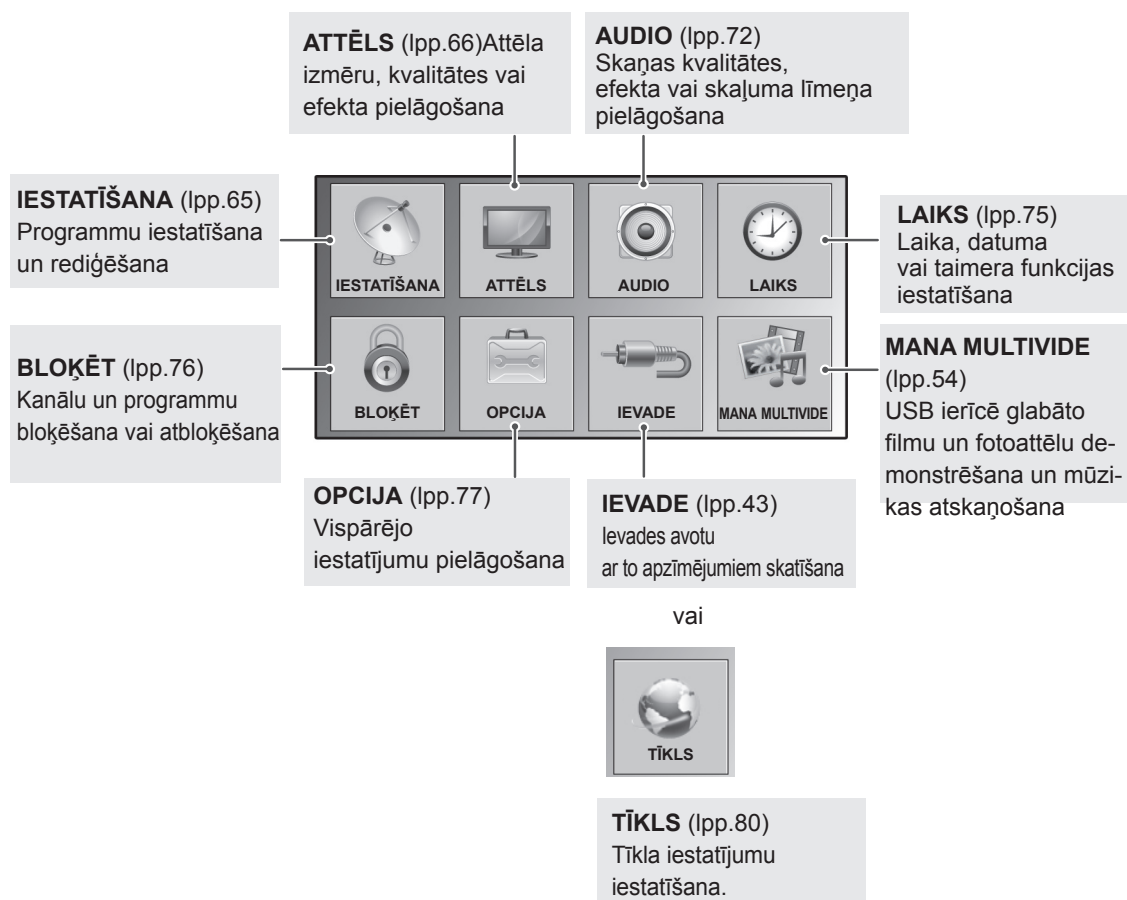 ATTĒLS (lpp.66)Attēla
izmēru, kvalitātes vai
efekta pielāgošana
AUDIO (lpp.72)
Skaņas kvalitātes,
efekta vai skaļuma līmeņa
pielāgošana
IESTATĪŠANA (lpp.65)
Programmu iestatīšana
un rediģēšana
IESTATĪŠANA
ATTĒLS
AUDIO
LAIKS
LAIKS (lpp.75)
Laika, datuma
vai taimera funkcijas
iestatīšana
BLOĶĒT (lpp.76)
Kanālu un programmu
bloķēšana vai atbloķēšana
BLOĶĒT
OPCIJA
IEVADE
MANA MULTIVIDE
MANA MULTIVIDE
(lpp.54)
USB ierīcē glabāto
filmu un fotoattēlu de-
monstrēšana un mūzi-
kas atskaņošana
OPCIJA (lpp.77)
Vispārējo
iestatījumu pielāgošana
IEVADE (lpp.43)
Ievades avotu
ar to apzīmējumiem skatīšana
vai
TĪKLS
TĪKLS (lpp.80)
Tīkla iestatījumu
iestatīšana.